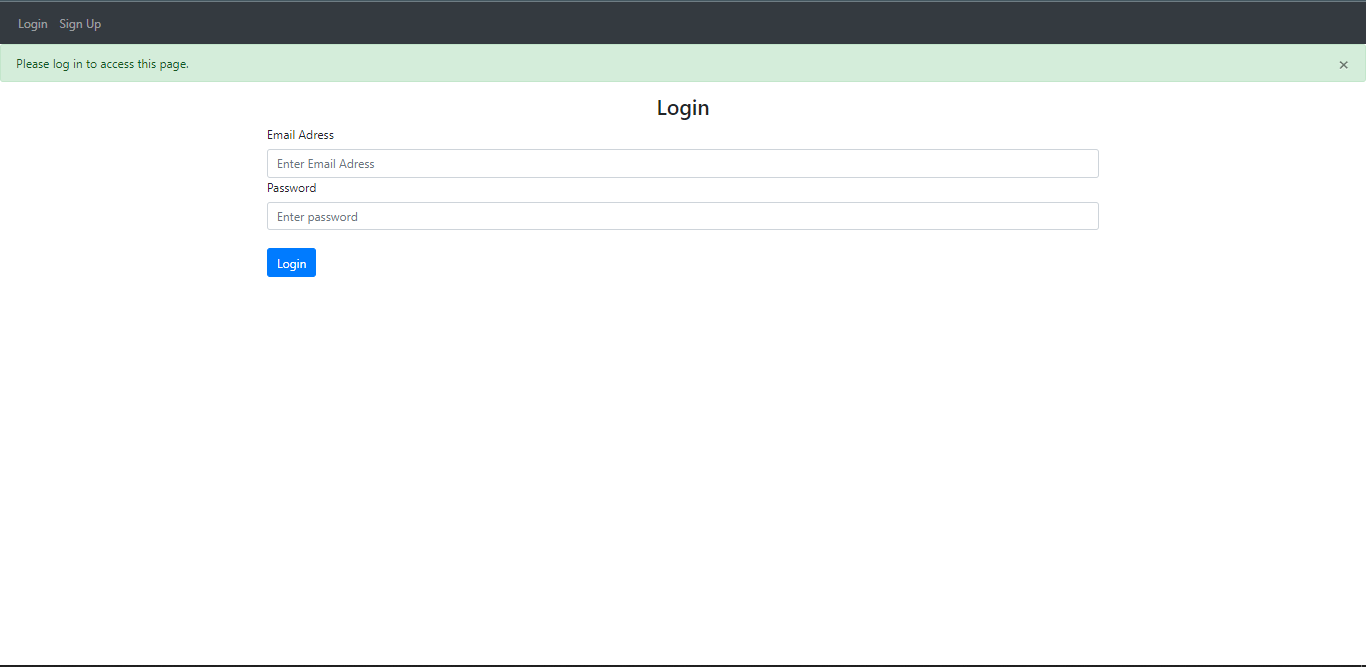 Login Sign Up
Please log in to access this page. ×
Login
Email Adress
Enter Email Adress
Password
Enter password
Login